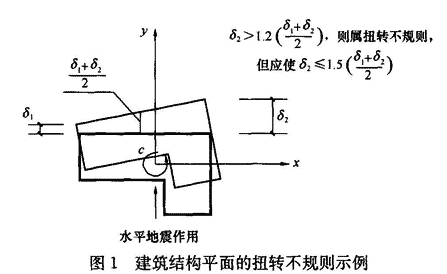 y
δ₂>1.2(δ₁+δ₂/2), 则属扭转不规则,
但应使 δ₂≤1.5(δ₁+δ₂/2)
δ₁+δ₂/2
δ₁
δ₂
c
x
水平地震作用
图1 建筑结构平面的扭转不规则示例